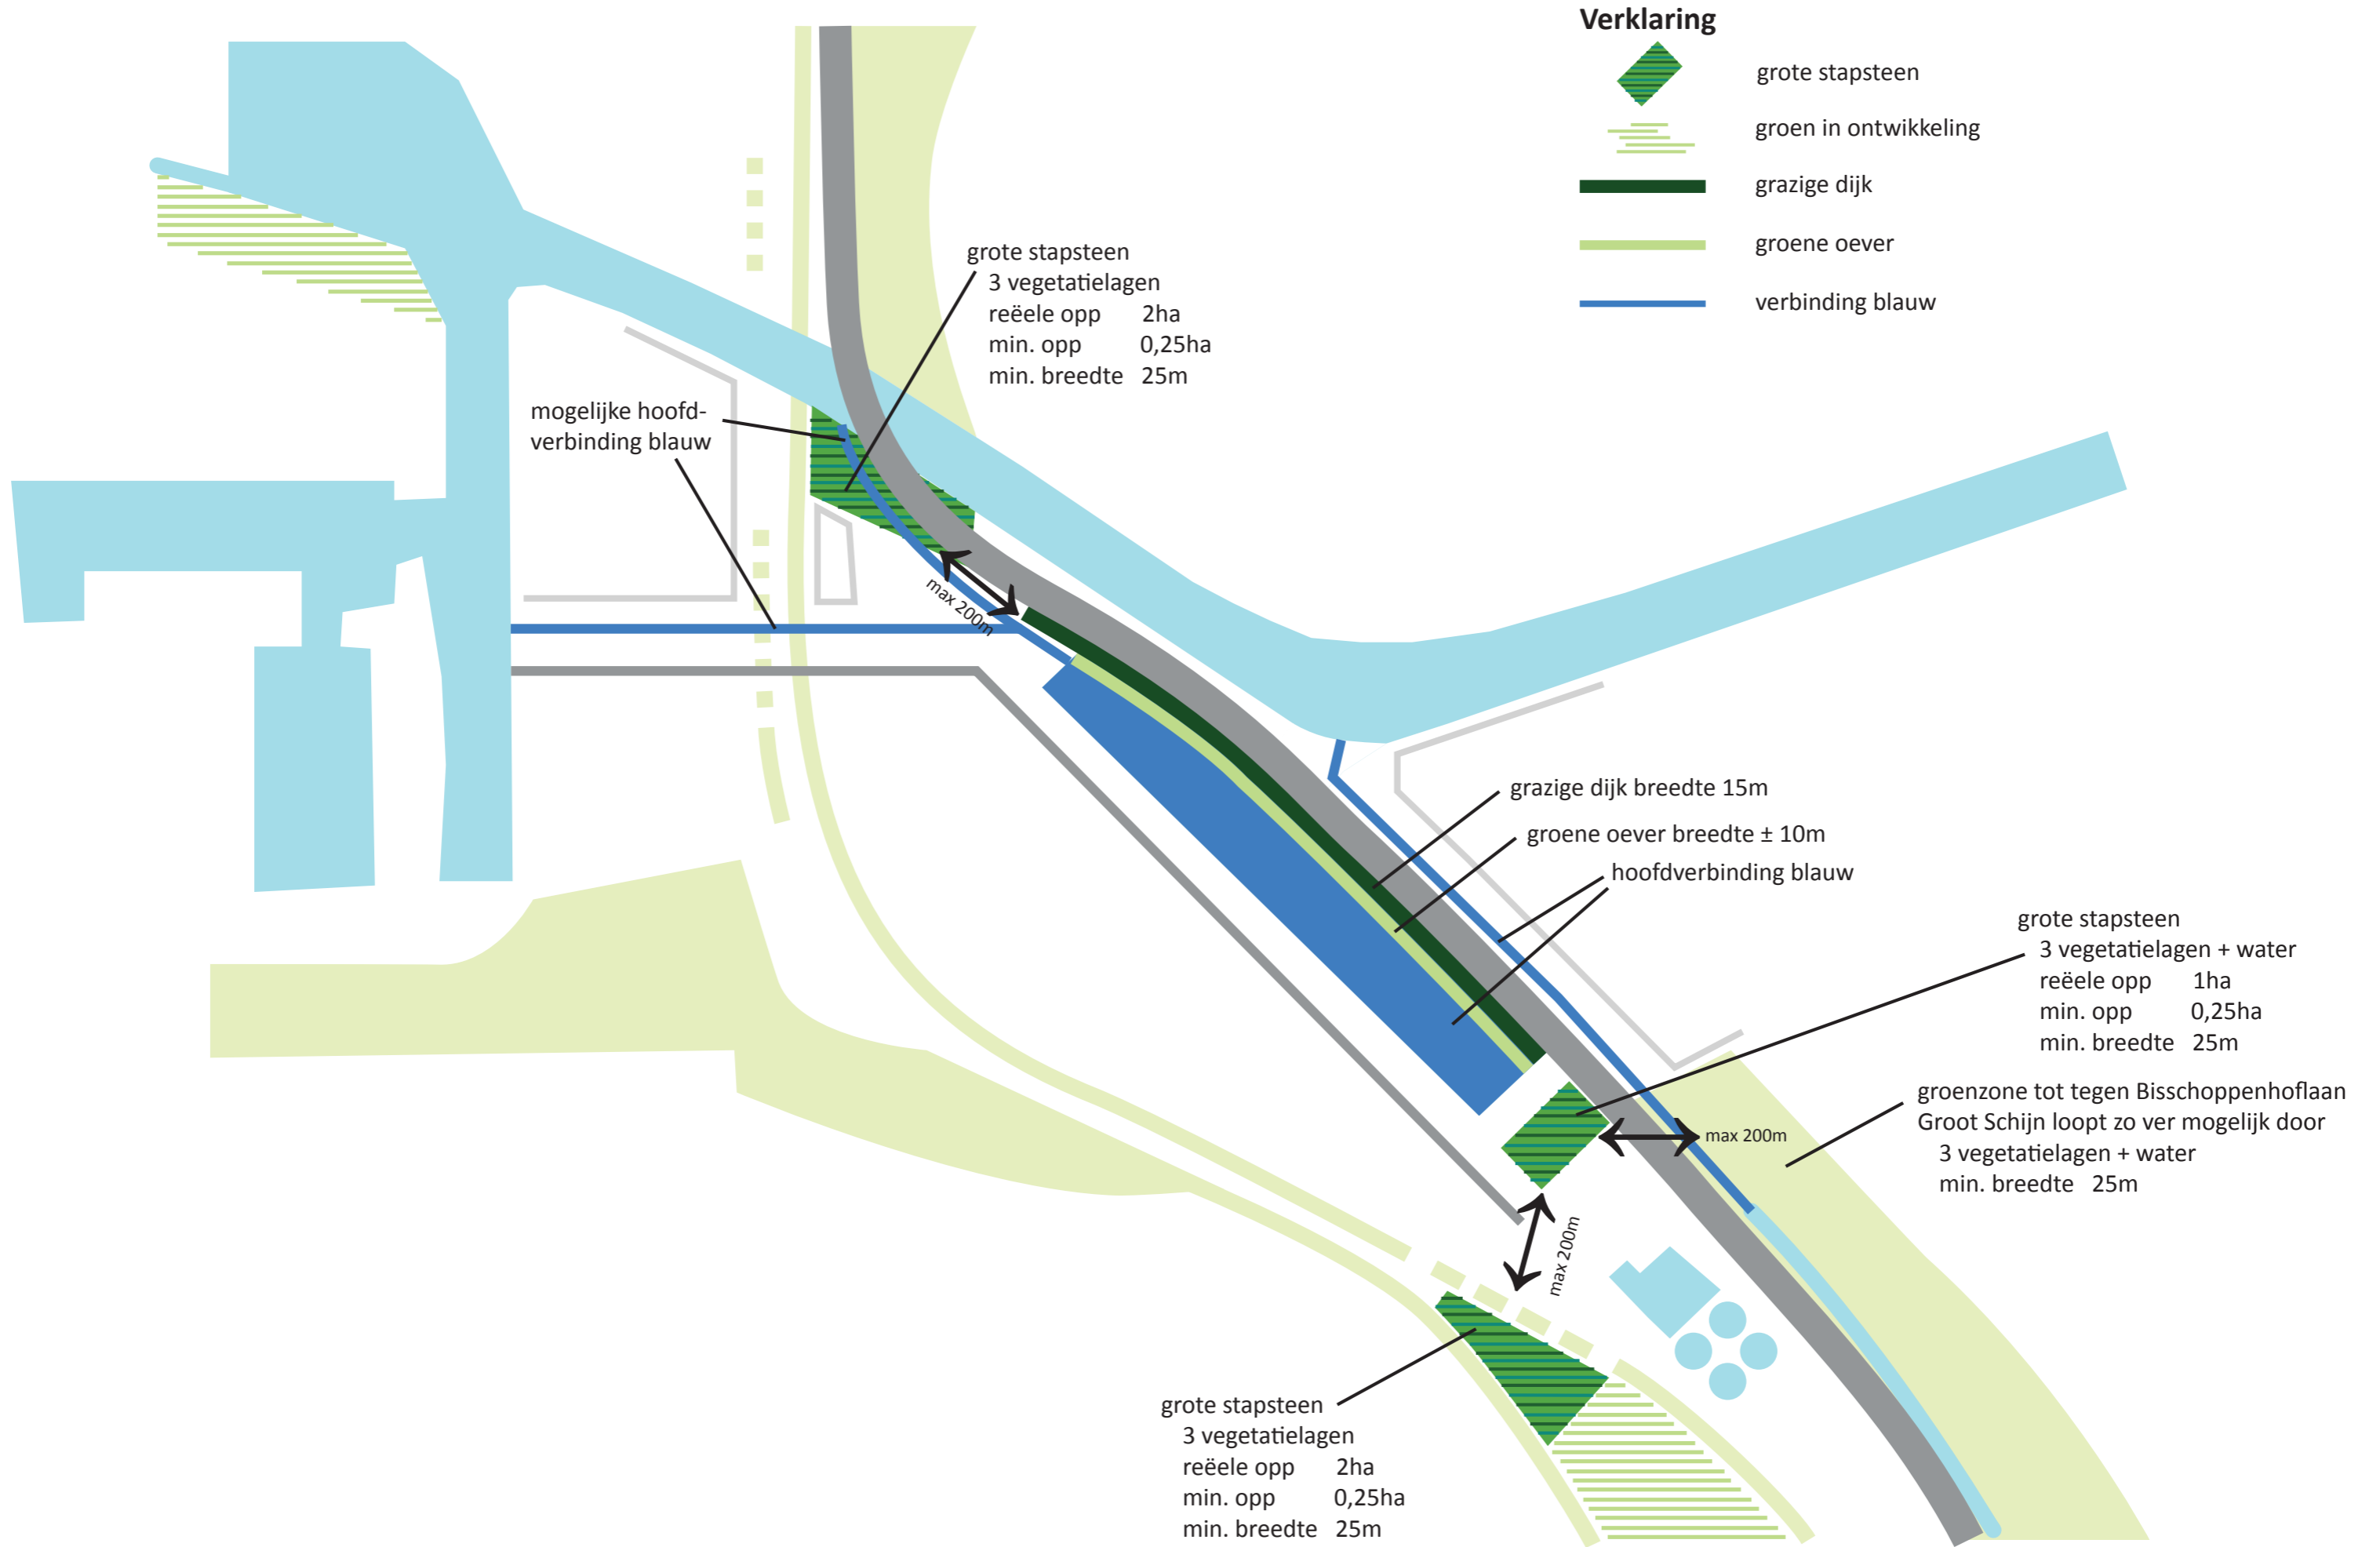 Verklaring
grote stapsteen
groen in ontwikkeling
grazige dijk
groene oever
verbinding blauw
grote stapsteen
3 vegetatielagen
reëele opp 2ha
min. opp 0,25ha
min. breedte 25m
mogelijke hoofd-
verbinding blauw
max 200m
grazige dijk breedte 15m
groene oever breedte ± 10m
hoofdverbinding blauw
grote stapsteen
3 vegetatielagen + water
reëele opp 1ha
min. opp 0,25ha
min. breedte 25m
groenzone tot tegen Bisschoppenhoflaan
Groot Schijn loopt zo ver mogelijk door
3 vegetatielagen + water
min. breedte 25m
max 200m
max 200m
grote stapsteen
3 vegetatielagen
reëele opp 2ha
min. opp 0,25ha
min. breedte 25m